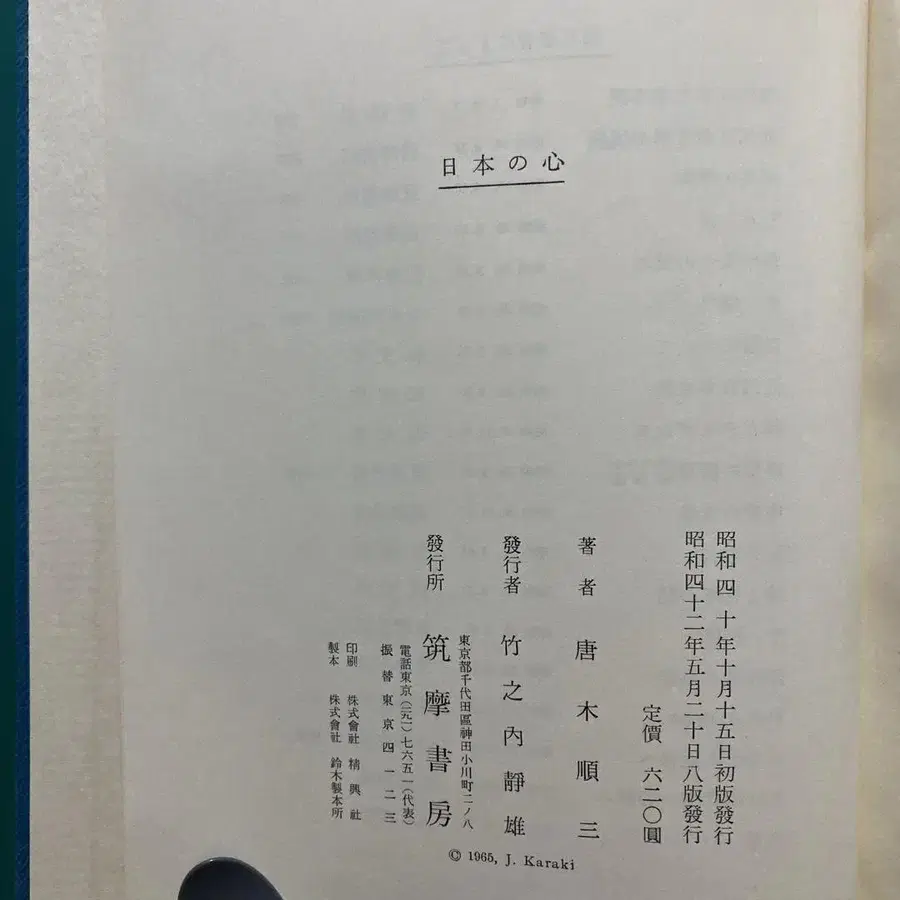 日本の心
昭和四十年十月十五日初版發行
昭和四十二年五月二十日八版發行
定價 六二〇圓
著者 唐木順三
發行者 竹之內靜雄
東京都千代田區神田小川町二ノ八
發行所 筑摩書房
電話東京(二九一)七六五一(代表)
振替東京四一二三
印刷 株式會社 精興社
製本 株式會社 鈴木製本所
© 1965, J. Karaki